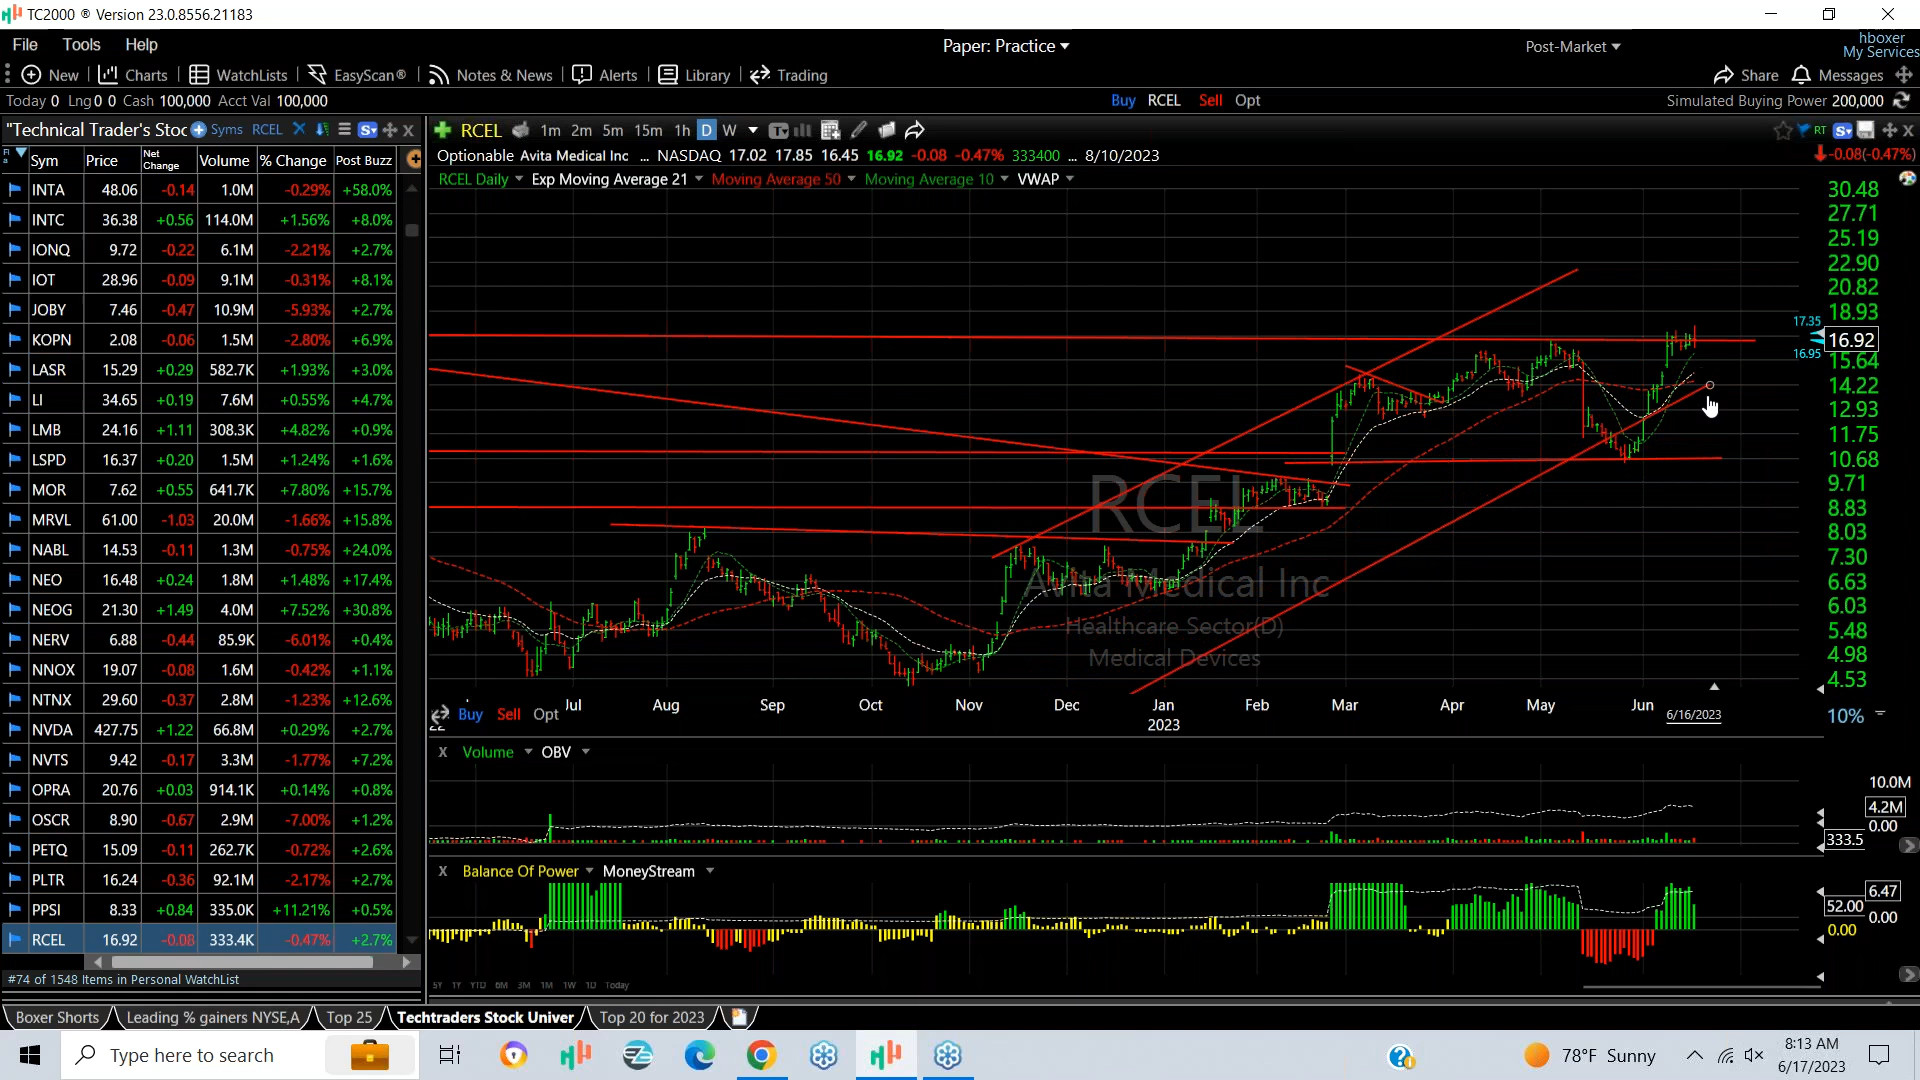 TC2000 ® Version 23.0.8556.21183
File Tools Help Paper: Practice Post-Market hboxer
My Services
New Charts WatchLists EasyScan® Notes & News Alerts Library Trading Share Messages
Today 0 Lng 0 0 Cash 100,000 Acct Val 100,000 Buy RCEL Sell Opt Simulated Buying Power 200,000
"Technical Trader's Stoc Syms RCEL
RCEL 1m 2m 5m 15m 1h D W RT
Sym Price Net Change Volume % Change Post Buzz
Optionable Avita Medical Inc ... NASDAQ 17.02 17.85 16.45 16.92 -0.08 -0.47% 333400 ... 8/10/2023 -0.08(-0.47%)
RCEL Daily Exp Moving Average 21 Moving Average 50 Moving Average 10 VWAP
INTA 48.06 -0.14 1.0M -0.29% +58.0%
INTC 36.38 +0.56 114.0M +1.56% +8.0%
IONQ 9.72 -0.22 6.1M -2.21% +2.7%
IOT 28.96 -0.09 9.1M -0.31% +8.1%
JOBY 7.46 -0.47 10.9M -5.93% +2.7%
KOPN 2.08 -0.06 1.5M -2.80% +6.9%
LASR 15.29 +0.29 582.7K +1.93% +3.0%
LI 34.65 +0.19 7.6M +0.55% +4.7%
LMB 24.16 +1.11 308.3K +4.82% +0.9%
LSPD 16.37 +0.20 1.5M +1.24% +1.6%
MOR 7.62 +0.55 641.7K +7.80% +15.7%
MRVL 61.00 -1.03 20.0M -1.66% +15.8%
NABL 14.53 -0.11 1.3M -0.75% +24.0%
NEO 16.48 +0.24 1.8M +1.48% +17.4%
NEOG 21.30 +1.49 4.0M +7.52% +30.8%
NERV 6.88 -0.44 85.9K -6.01% +0.4%
NNOX 19.07 -0.08 1.6M -0.42% +1.1%
NTNX 29.60 -0.37 2.8M -1.23% +12.6%
NVDA 427.75 +1.22 66.8M +0.29% +2.7%
NVTS 9.42 -0.17 3.3M -1.77% +7.2%
OPRA 20.76 +0.03 914.1K +0.14% +0.8%
OSCR 8.90 -0.67 2.9M -7.00% +1.2%
PETQ 15.09 -0.11 262.7K -0.72% +2.6%
PLTR 16.24 -0.36 92.1M -2.17% +2.7%
PPSI 8.33 +0.84 335.0K +11.21% +0.5%
RCEL 16.92 -0.08 333.4K -0.47% +2.7%
#74 of 1548 Items in Personal WatchList
30.48
27.71
25.19
22.90
20.82
18.93
17.35
16.92
16.95
15.64
14.22
12.93
11.75
10.68
9.71
8.83
8.03
7.30
6.63
6.03
5.48
4.98
4.53
10%
RCEL
Avita Medical Inc
Healthcare Sector(D)
Medical Devices
Jul Aug Sep Oct Nov Dec Jan Feb Mar Apr May Jun
2023
6/16/2023
Buy Sell Opt
22
X Volume OBV
10.0M
4.2M
0.00
333.5
X Balance Of Power MoneyStream
6.47
52.00
0.00
0.00
5Y 1Y YTD 6M 3M 1M 1W 1D Today
Boxer Shorts Leading % gainers NYSE,A Top 25 Techtraders Stock Univer Top 20 for 2023
Type here to search 78°F Sunny 8:13 AM
6/17/2023